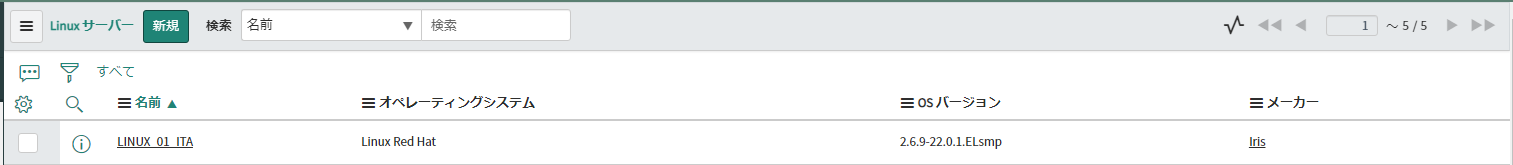 Linux サーバー 新規 検索 名前 検索 1 ～ 5 / 5
すべて
名前 オペレーティングシステム OS バージョン メーカー
LINUX_01_ITA Linux Red Hat 2.6.9-22.0.1.ELsmp Iris